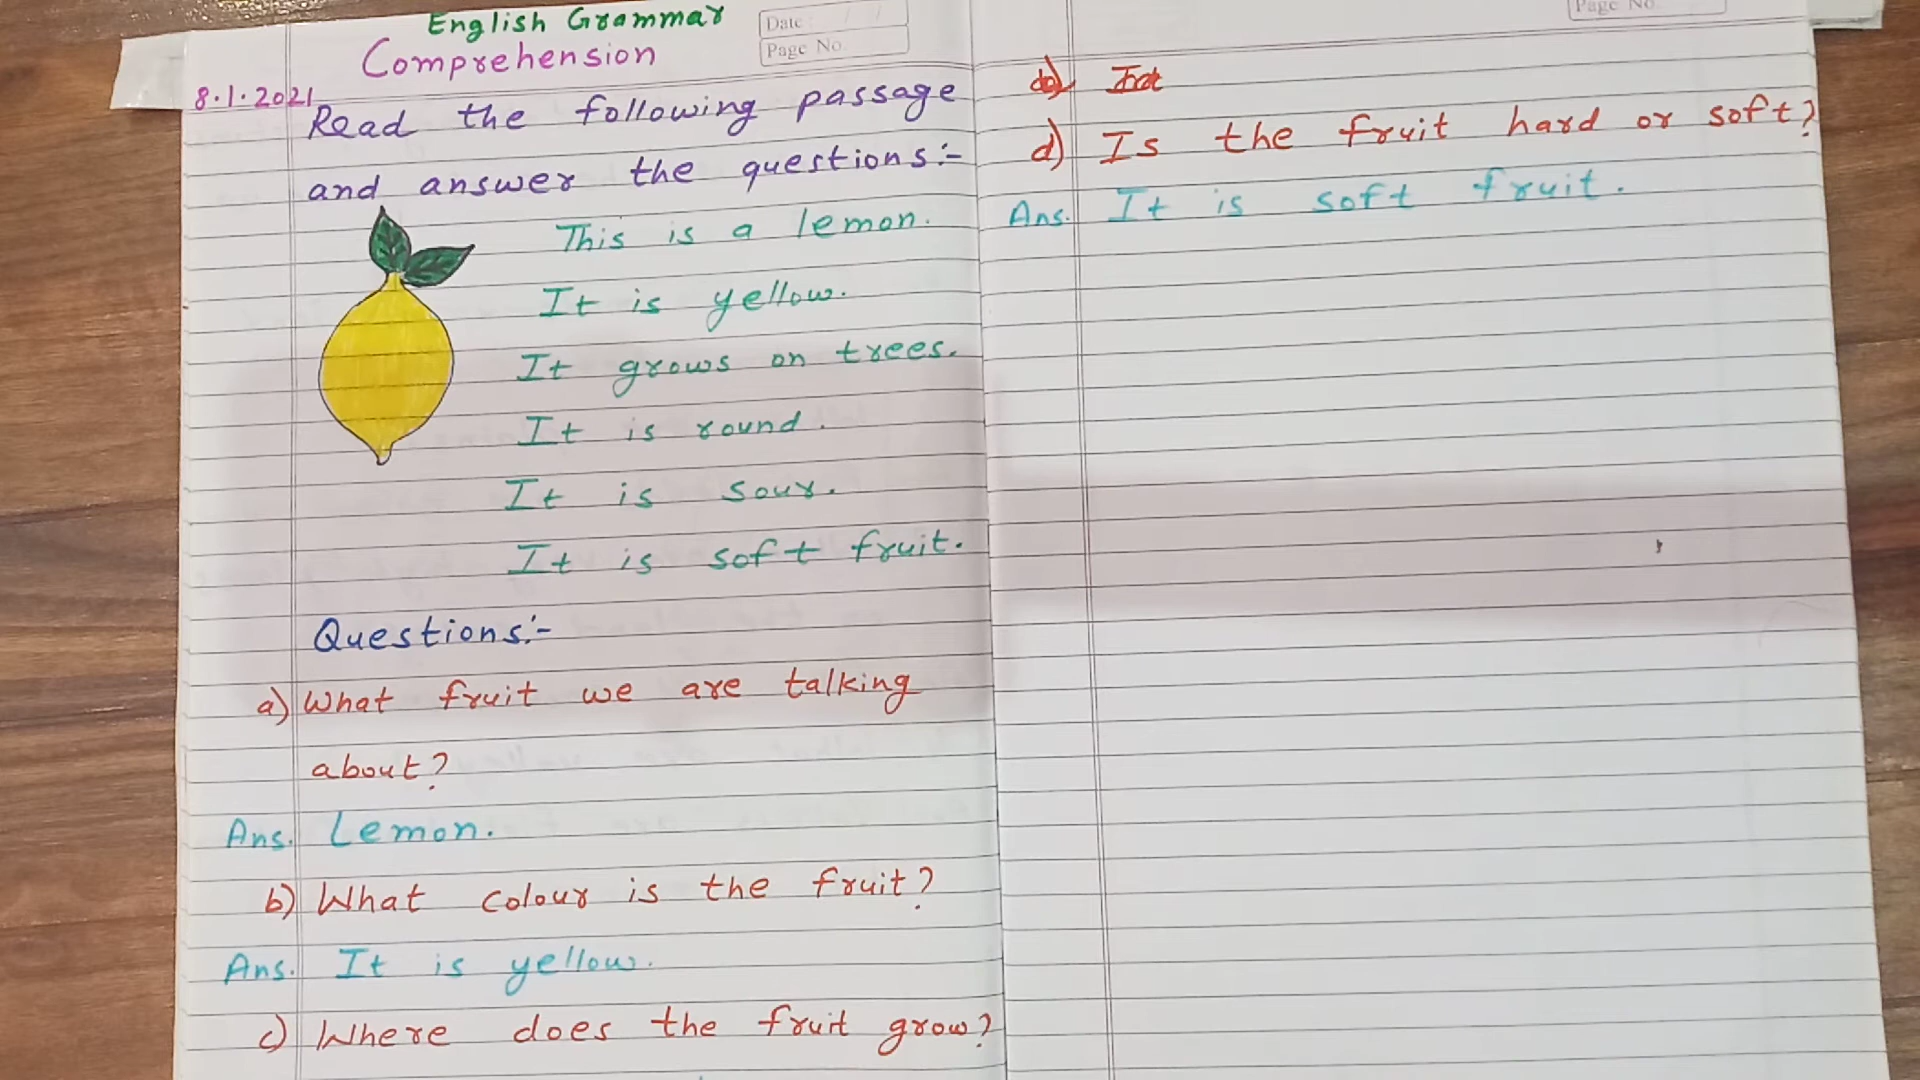 English Grammar
Comprehension
Date / /
Page No.
8.1.2021
Read the following passage
and answer the questions:-
This is a lemon.
It is yellow.
It grows on trees.
It is round.
It is sour.
It is soft fruit.
Questions:-
a) What fruit we are talking
about?
Ans. Lemon.
b) What colour is the fruit?
Ans. It is yellow.
c) Where does the fruit grow?
Page No.
d) Is the fruit hard or soft?
Ans. It is soft fruit.